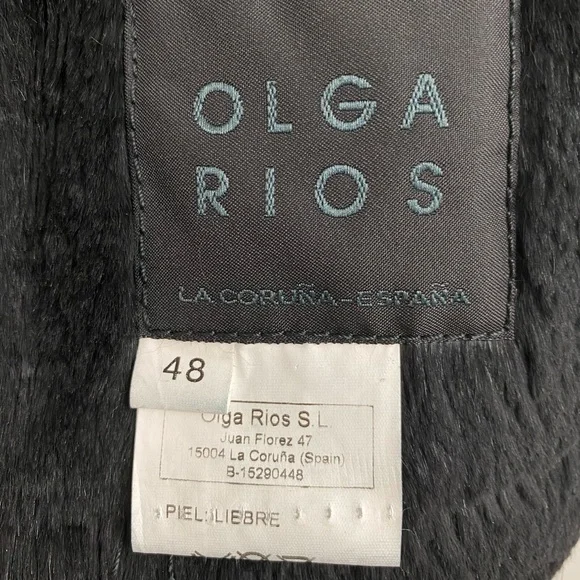 OLGA
RIOS
LA CORUÑA-ESPAÑA
48
Olga Rios S.L.
Juan Florez 47
15004 La Coruña (Spain)
B-15290448
PIEL: LIEBRE